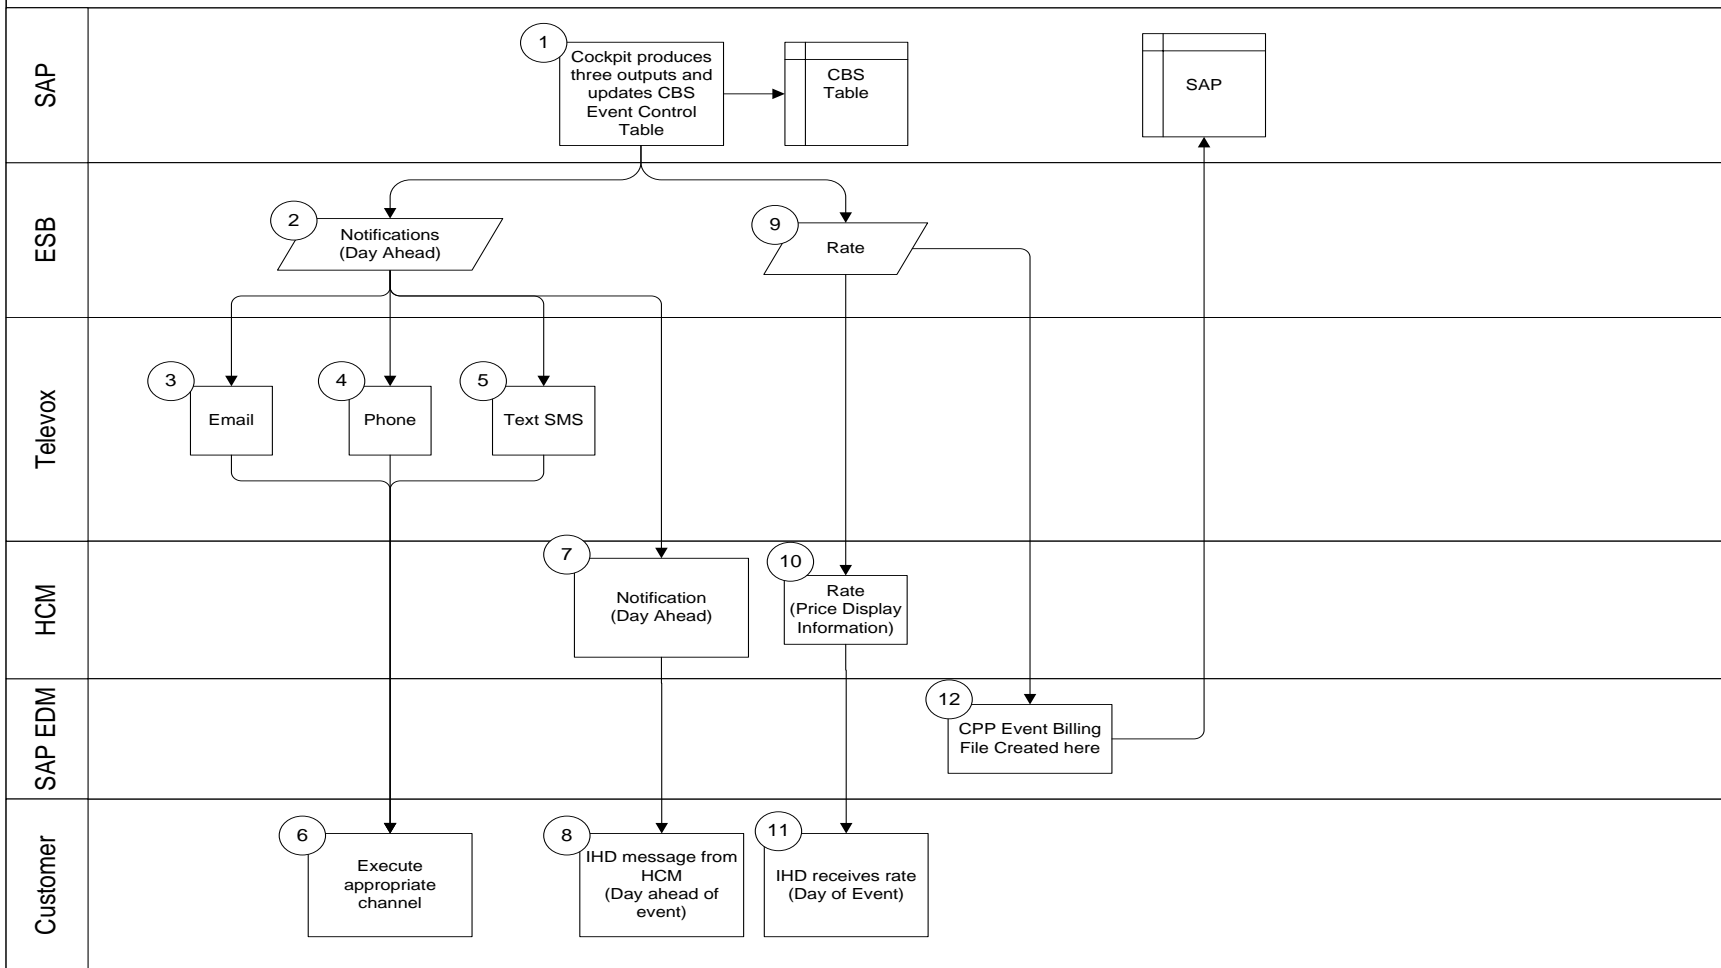 SAP
1
Cockpit produces
three outputs and
updates CBS
Event Control
Table
CBS
Table
SAP
ESB
2
Notifications
(Day Ahead)
9
Rate
Televox
3
Email
4
Phone
5
Text SMS
HCM
7
Notification
(Day Ahead)
10
Rate
(Price Display
Information)
SAP EDM
12
CPP Event Billing
File Created here
Customer
6
Execute
appropriate
channel
8
IHD message from
HCM
(Day ahead of
event)
11
IHD receives rate
(Day of Event)